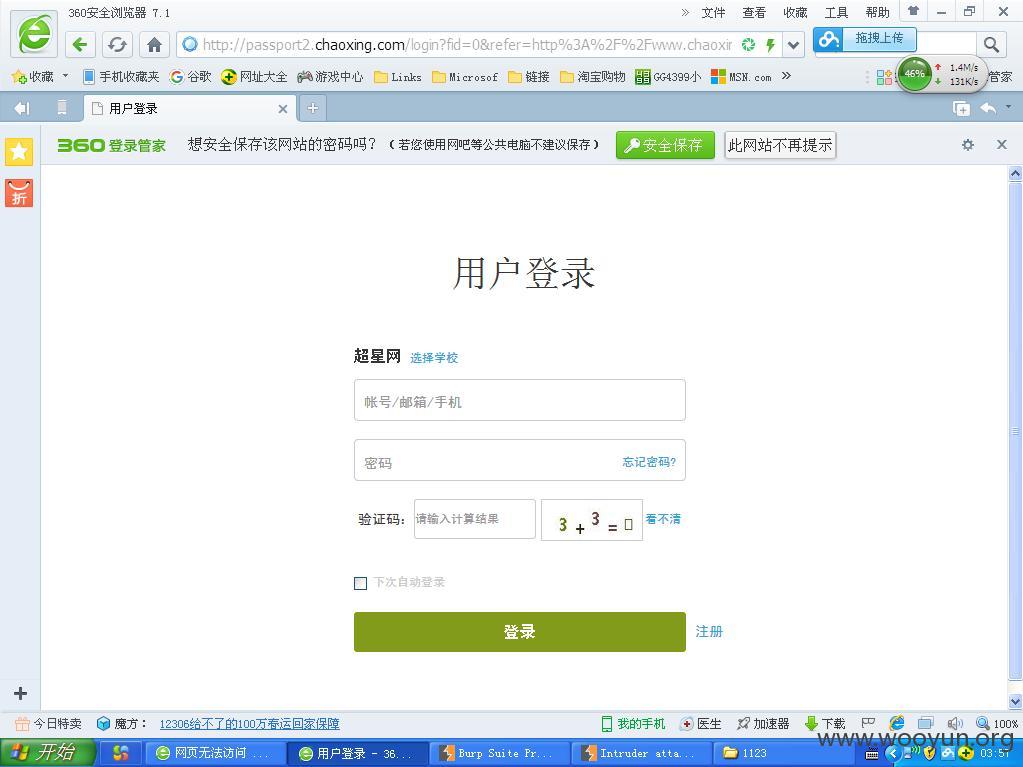 360安全浏览器 7.1
» 文件 查看 收藏 工具 帮助
http://passport2.chaoxing.com/login?fid=0&refer=http%3A%2F%2Fwww.chaoxin
拖拽上传
收藏 手机收藏夹 谷歌 网址大全 游戏中心 Links Microsof 链接 淘宝购物 GG4399小 MSN.com »
46% 1.4M/s
131K/s 管家
用户登录
折
360登录管家 想安全保存该网站的密码吗? (若您使用网吧等公共电脑不建议保存) 安全保存 此网站不再提示
用户登录
超星网 选择学校
帐号/邮箱/手机
密码 忘记密码?
验证码: 请输入计算结果 3 + 3 = 看不清
下次自动登录
登录 注册
今日特卖 魔方: 12306给不了的100万春运回家保障 我的手机 医生 加速器 下载 100%
www.wooyun.org
开始 网页无法访问 ... 用户登录 - 36... Burp Suite Pr... Intruder atta... 1123 03:57